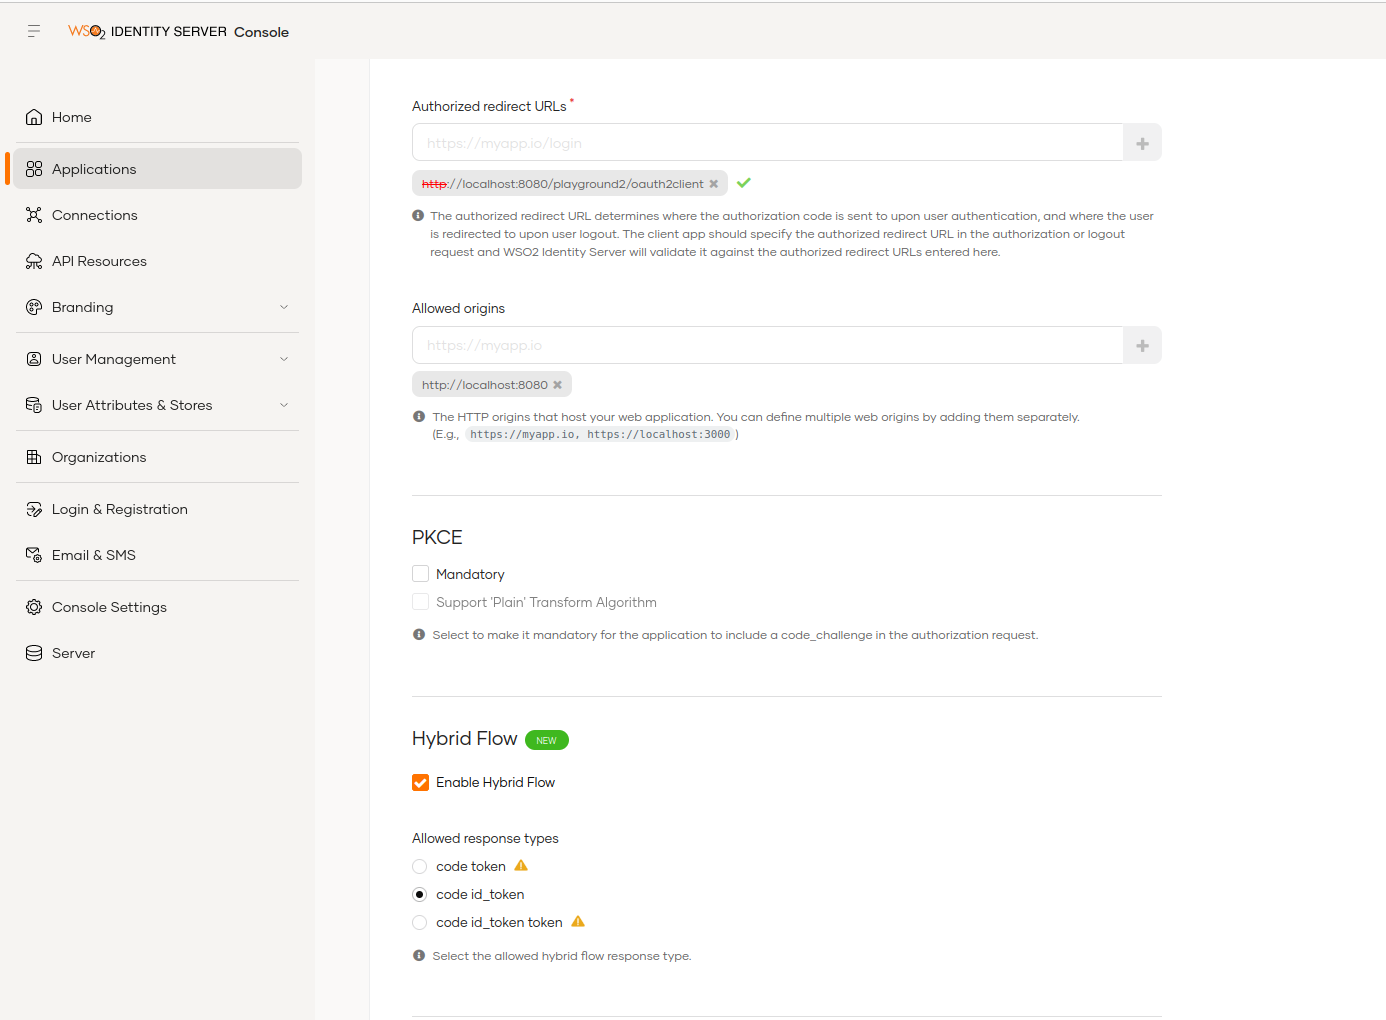 WSO2 IDENTITY SERVER Console
Home
Applications
Connections
API Resources
Branding
User Management
User Attributes & Stores
Organizations
Login & Registration
Email & SMS
Console Settings
Server
Authorized redirect URLs *
https://myapp.io/login
http://localhost:8080/playground2/oauth2client
The authorized redirect URL determines where the authorization code is sent to upon user authentication, and where the user
is redirected to upon user logout. The client app should specify the authorized redirect URL in the authorization or logout
request and WSO2 Identity Server will validate it against the authorized redirect URLs entered here.
Allowed origins
https://myapp.io
http://localhost:8080
The HTTP origins that host your web application. You can define multiple web origins by adding them separately.
(E.g., https://myapp.io, https://localhost:3000 )
PKCE
Mandatory
Support 'Plain' Transform Algorithm
Select to make it mandatory for the application to include a code_challenge in the authorization request.
Hybrid Flow NEW
Enable Hybrid Flow
Allowed response types
code token
code id_token
code id_token token
Select the allowed hybrid flow response type.